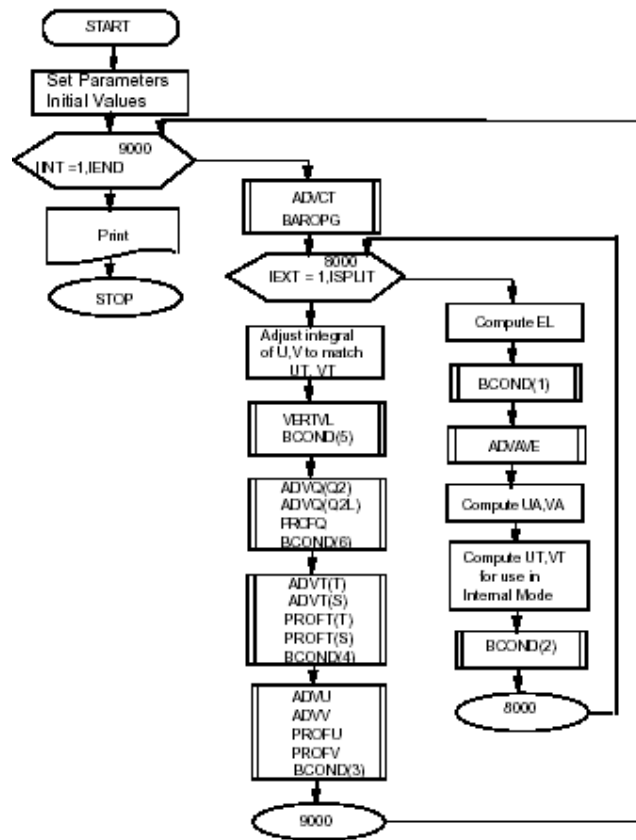 START
Set Parameters
Initial Values
9000
IINT =1,IEND
ADVCT
BAROPG
Print
STOP
8000
IEXT = 1,ISPLIT
Adjust integral
of U,V to match
UT, VT
VERTVL
BCOND(5)
ADVQ(Q2)
ADVQ(Q2L)
PROFQ
BCOND(6)
ADVT(T)
ADVT(S)
PROFT(T)
PROFT(S)
BCOND(4)
ADVU
ADVV
PROFU
PROFV
BCOND(3)
9000
Compute EL
BCOND(1)
ADVAVE
Compute UA,VA
Compute UT,VT
for use in
Internal Mode
BCOND(2)
8000